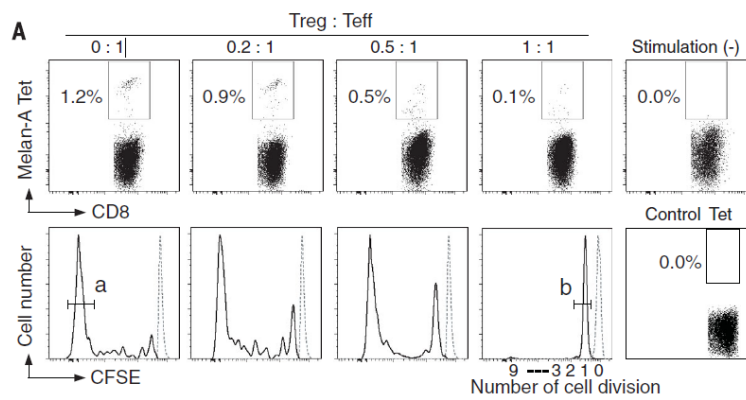 A
Treg : Teff
0 : 1 0.2 : 1 0.5 : 1 1 : 1 Stimulation (-)
Melan-A Tet
1.2% 0.9% 0.5% 0.1% 0.0%
CD8
Control Tet
Cell number
a b 0.0%
9 ---3 2 1 0
CFSE
Number of cell division